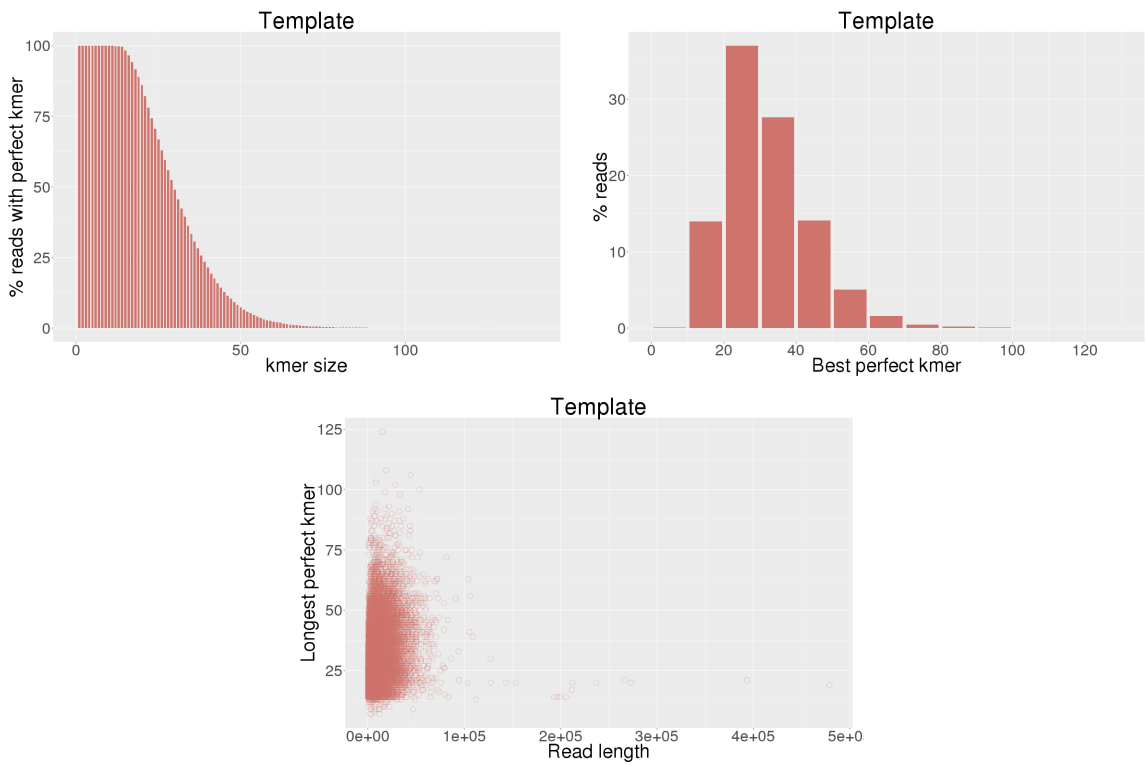 Template
100
75
50
25
0
% reads with perfect kmer
0 50 100
kmer size
Template
30
20
10
0
% reads
0 20 40 60 80 100 120
Best perfect kmer
Template
125
100
75
50
25
Longest perfect kmer
0e+00 1e+05 2e+05 3e+05 4e+05 5e+0
Read length